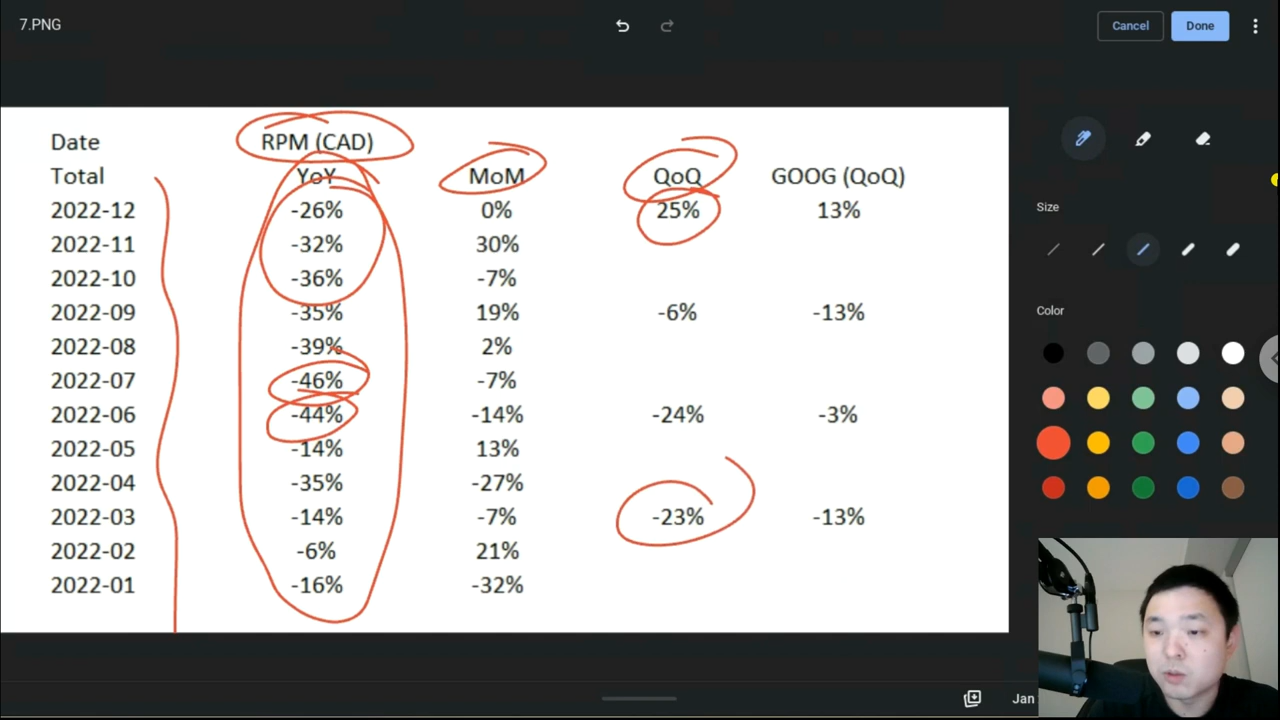 7.PNG
Cancel
Done
Date RPM (CAD)
Total YoY MoM QoQ GOOG (QoQ)
2022-12 -26% 0% 25% 13%
2022-11 -32% 30%
2022-10 -36% -7%
2022-09 -35% 19% -6% -13%
2022-08 -39% 2%
2022-07 -46% -7%
2022-06 -44% -14% -24% -3%
2022-05 -14% 13%
2022-04 -35% -27%
2022-03 -14% -7% -23% -13%
2022-02 -6% 21%
2022-01 -16% -32%
Size
Color
Jan